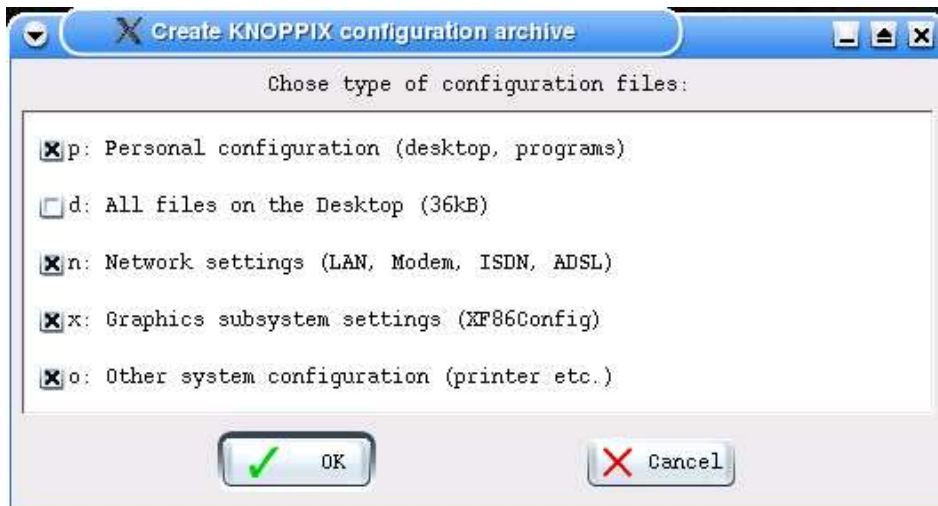 Create KNOPPIX configuration archive
Chose type of configuration files:
p: Personal configuration (desktop, programs)
d: All files on the Desktop (36kB)
n: Network settings (LAN, Modem, ISDN, ADSL)
x: Graphics subsystem settings (XF86Config)
o: Other system configuration (printer etc.)
OK
Cancel